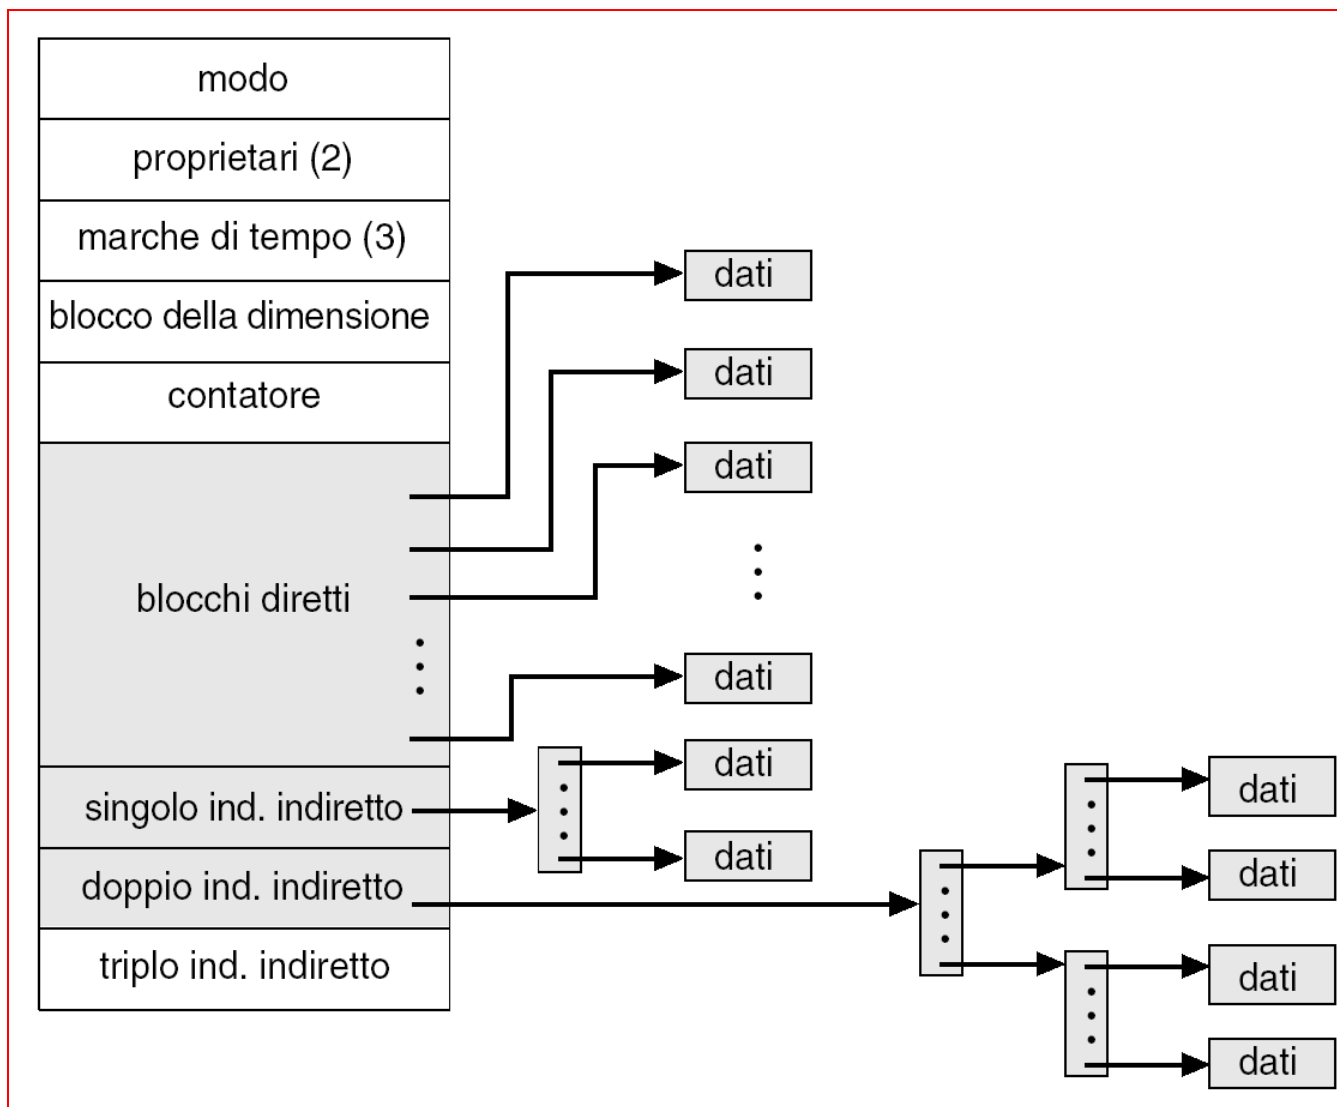 modo
proprietari (2)
marche di tempo (3)
blocco della dimensione
contatore
blocchi diretti
singolo ind. indiretto
doppio ind. indiretto
triplo ind. indiretto
dati
dati
dati
dati
dati
dati
dati
dati
dati
dati